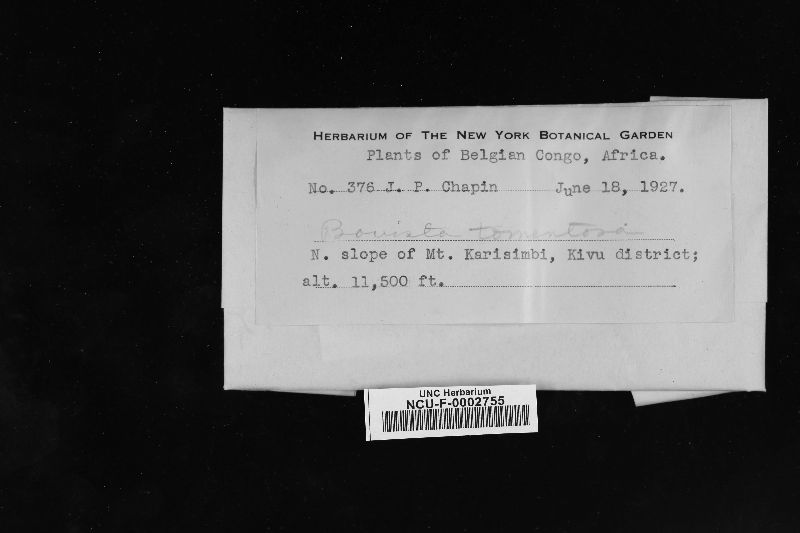 HERBARIUM OF THE NEW YORK BOTANICAL GARDEN
Plants of Belgian Congo, Africa.
No. 376 J. P. Chapin June 18, 1927.
Bovista tomentosa
N. slope of Mt. Karisimbi, Kivu district;
alt. 11,500 ft.
UNC Herbarium
NCU-F-0002755